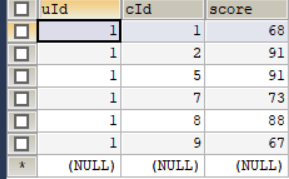 uId cId score
1 1 68
1 2 91
1 5 91
1 7 73
1 8 88
1 9 67
* (NULL) (NULL) (NULL)